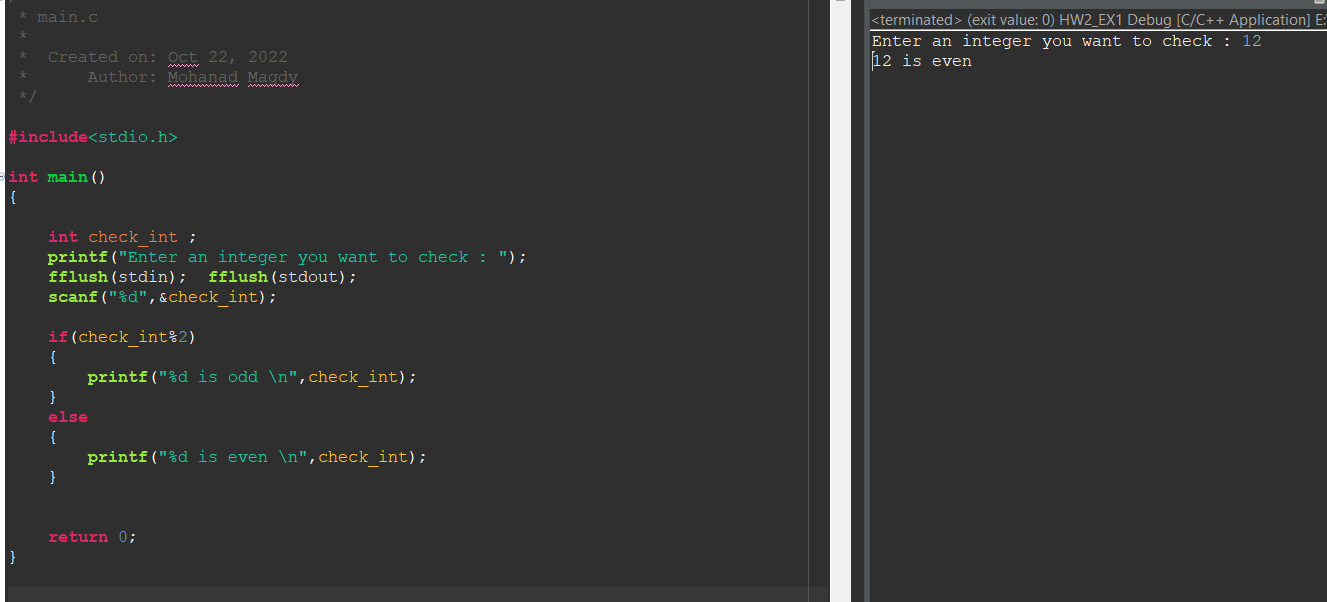 * main.c
*
*  Created on: Oct 22, 2022
*      Author: Mohanad Magdy
*/
#include<stdio.h>
int main()
{
int check_int ;
printf("Enter an integer you want to check : ");
fflush(stdin);  fflush(stdout);
scanf("%d",&check_int);
if(check_int%2)
{
printf("%d is odd \n",check_int);
}
else
{
printf("%d is even \n",check_int);
}
return 0;
}
<terminated> (exit value: 0) HW2_EX1 Debug [C/C++ Application] E:
Enter an integer you want to check : 12
12 is even